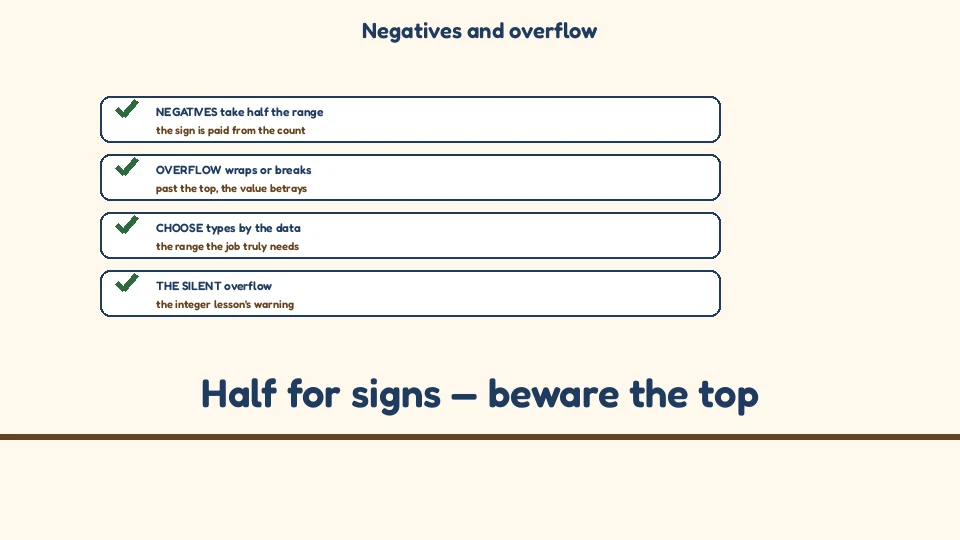 Negatives and overflow
NEGATIVES take half the range
the sign is paid from the count
OVERFLOW wraps or breaks
past the top, the value betrays
CHOOSE types by the data
the range the job truly needs
THE SILENT overflow
the integer lesson's warning
Half for signs — beware the top